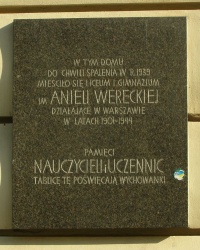 W TYM DOMU
DO CHWILI SPALENIA W R. 1939
MIEŚCIŁO SIĘ LICEUM I GIMNAZJUM
IM ANIELI WERECKIEJ
DZIAŁAJĄCE W WARSZAWIE
W LATACH 1901-1944
PAMIĘCI
NAUCZYCIELI I UCZENNIC
TABLICĘ TĘ POŚWIĘCAJĄ WYCHOWANKI